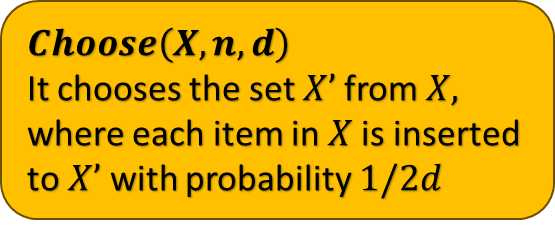 Choose(X, n, d)
It chooses the set X’ from X,
where each item in X is inserted
to X’ with probability 1/2d